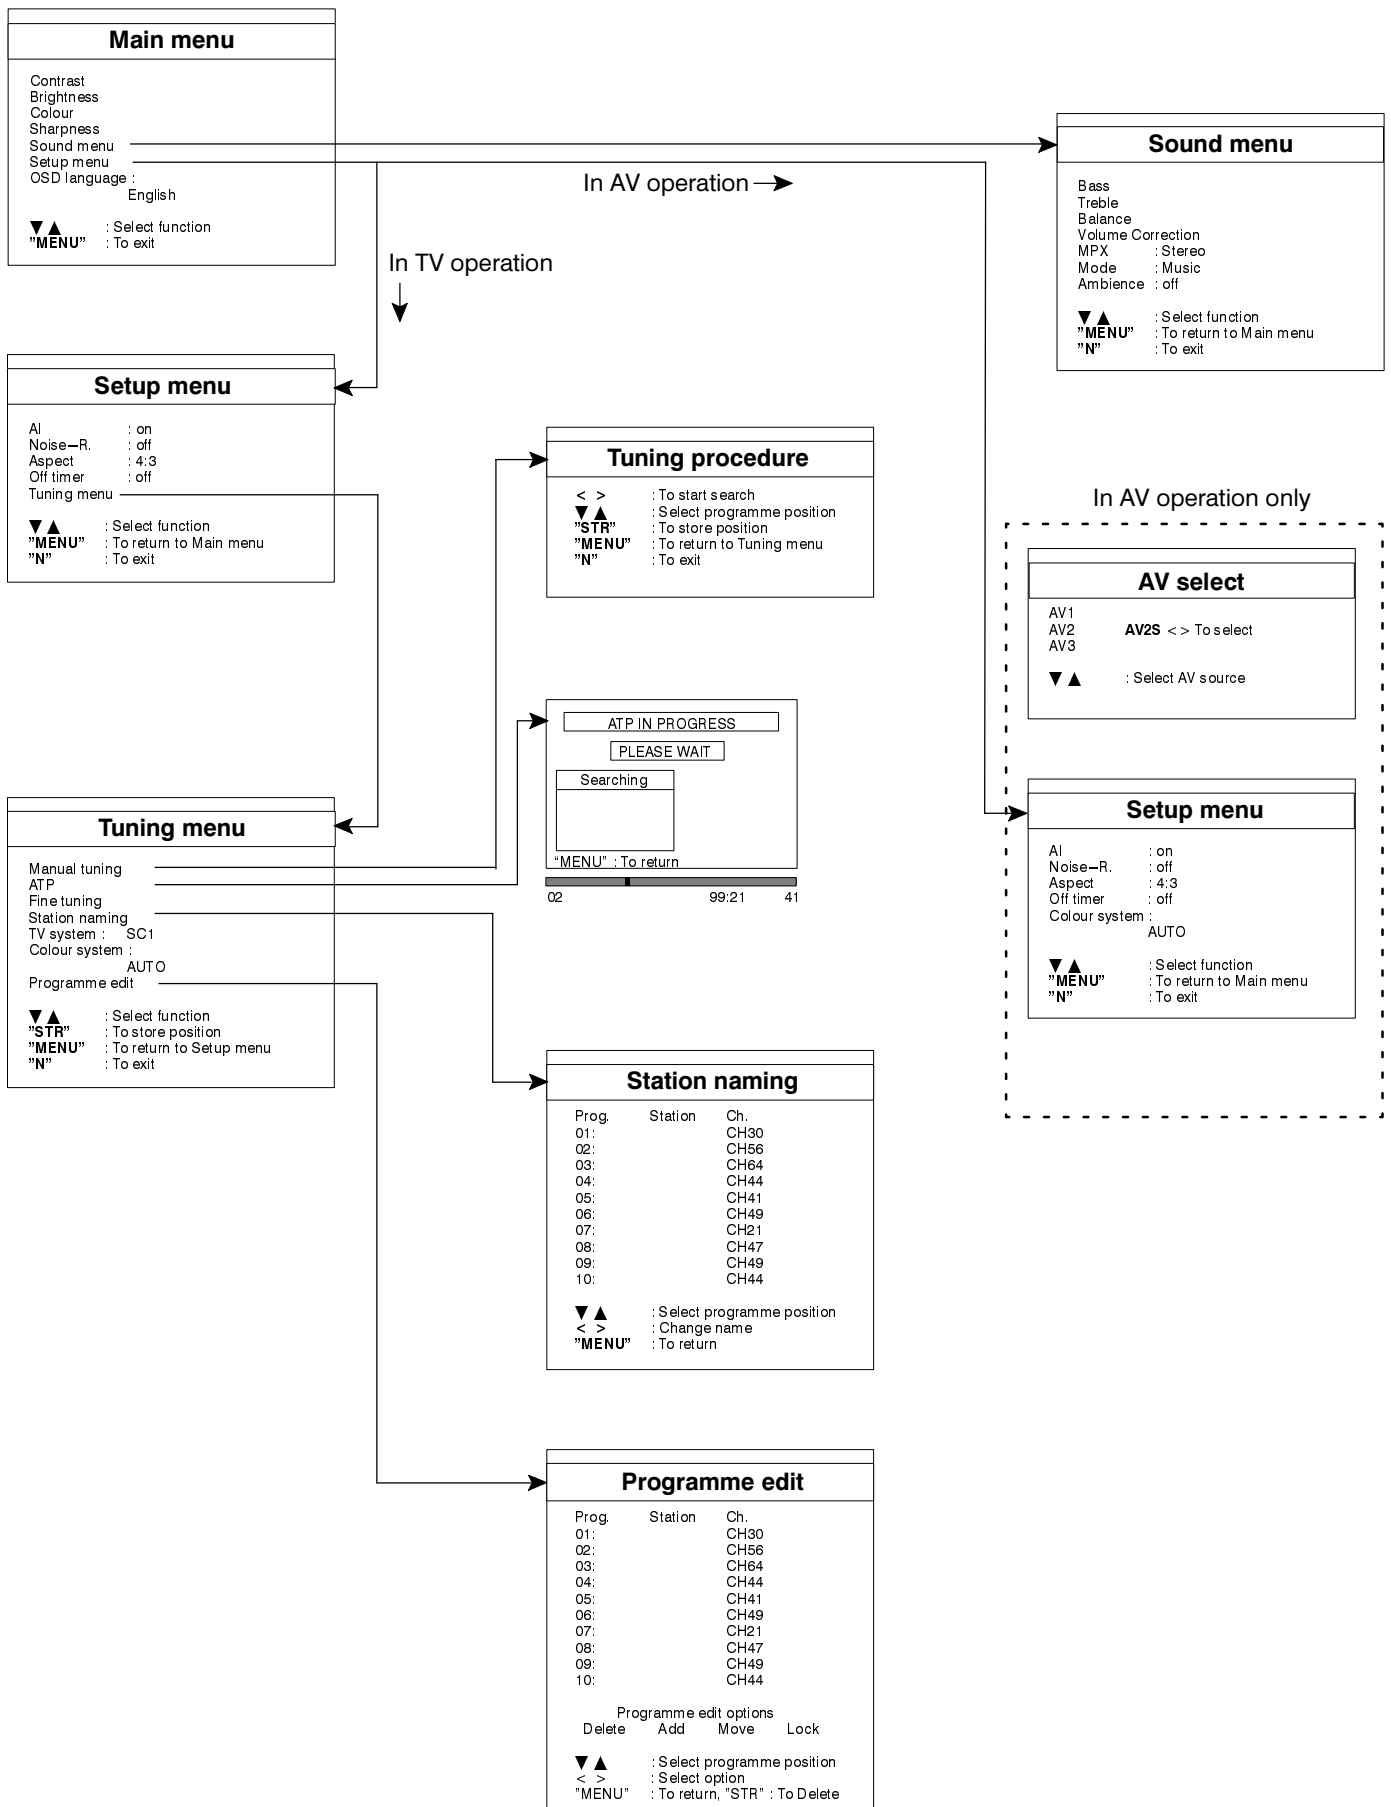 Main menu
Contrast
Brightness
Colour
Sharpness
Sound menu
Setup menu
OSD language :
English
▼ ▲ : Select function
”MENU” : To exit
In AV operation
In TV operation
Sound menu
Bass
Treble
Balance
Volume Correction
MPX : Stereo
Mode : Music
Ambience : off
▼ ▲ : Select function
”MENU” : To return to Main menu
”N” : To exit
Setup menu
AI : on
Noise–R. : off
Aspect : 4:3
Off timer : off
Tuning menu
▼ ▲ : Select function
”MENU” : To return to Main menu
”N” : To exit
Tuning procedure
< > : To start search
▼ ▲ : Select programme position
”STR” : To store position
”MENU” : To return to Tuning menu
”N” : To exit
In AV operation only
AV select
AV1
AV2 AV2S < > To select
AV3
▼ ▲ : Select AV source
ATP IN PROGRESS
PLEASE WAIT
Searching
“MENU” : To return
02 99:21 41
Setup menu
AI : on
Noise–R. : off
Aspect : 4:3
Off timer : off
Colour system :
AUTO
▼ ▲ : Select function
”MENU” : To return to Main menu
”N” : To exit
Tuning menu
Manual tuning
ATP
Fine tuning
Station naming
TV system : SC1
Colour system :
AUTO
Programme edit
▼ ▲ : Select function
”STR” : To store position
”MENU” : To return to Setup menu
”N” : To exit
Station naming
Prog. Station Ch.
01: CH30
02: CH56
03: CH64
04: CH44
05: CH41
06: CH49
07: CH21
08: CH47
09: CH49
10: CH44
▼ ▲ : Select programme position
< > : Change name
”MENU” : To return
Programme edit
Prog. Station Ch.
01: CH30
02: CH56
03: CH64
04: CH44
05: CH41
06: CH49
07: CH21
08: CH47
09: CH49
10: CH44
Programme edit options
Delete Add Move Lock
▼ ▲ : Select programme position
< > : Select option
”MENU” : To return, ”STR” : To Delete